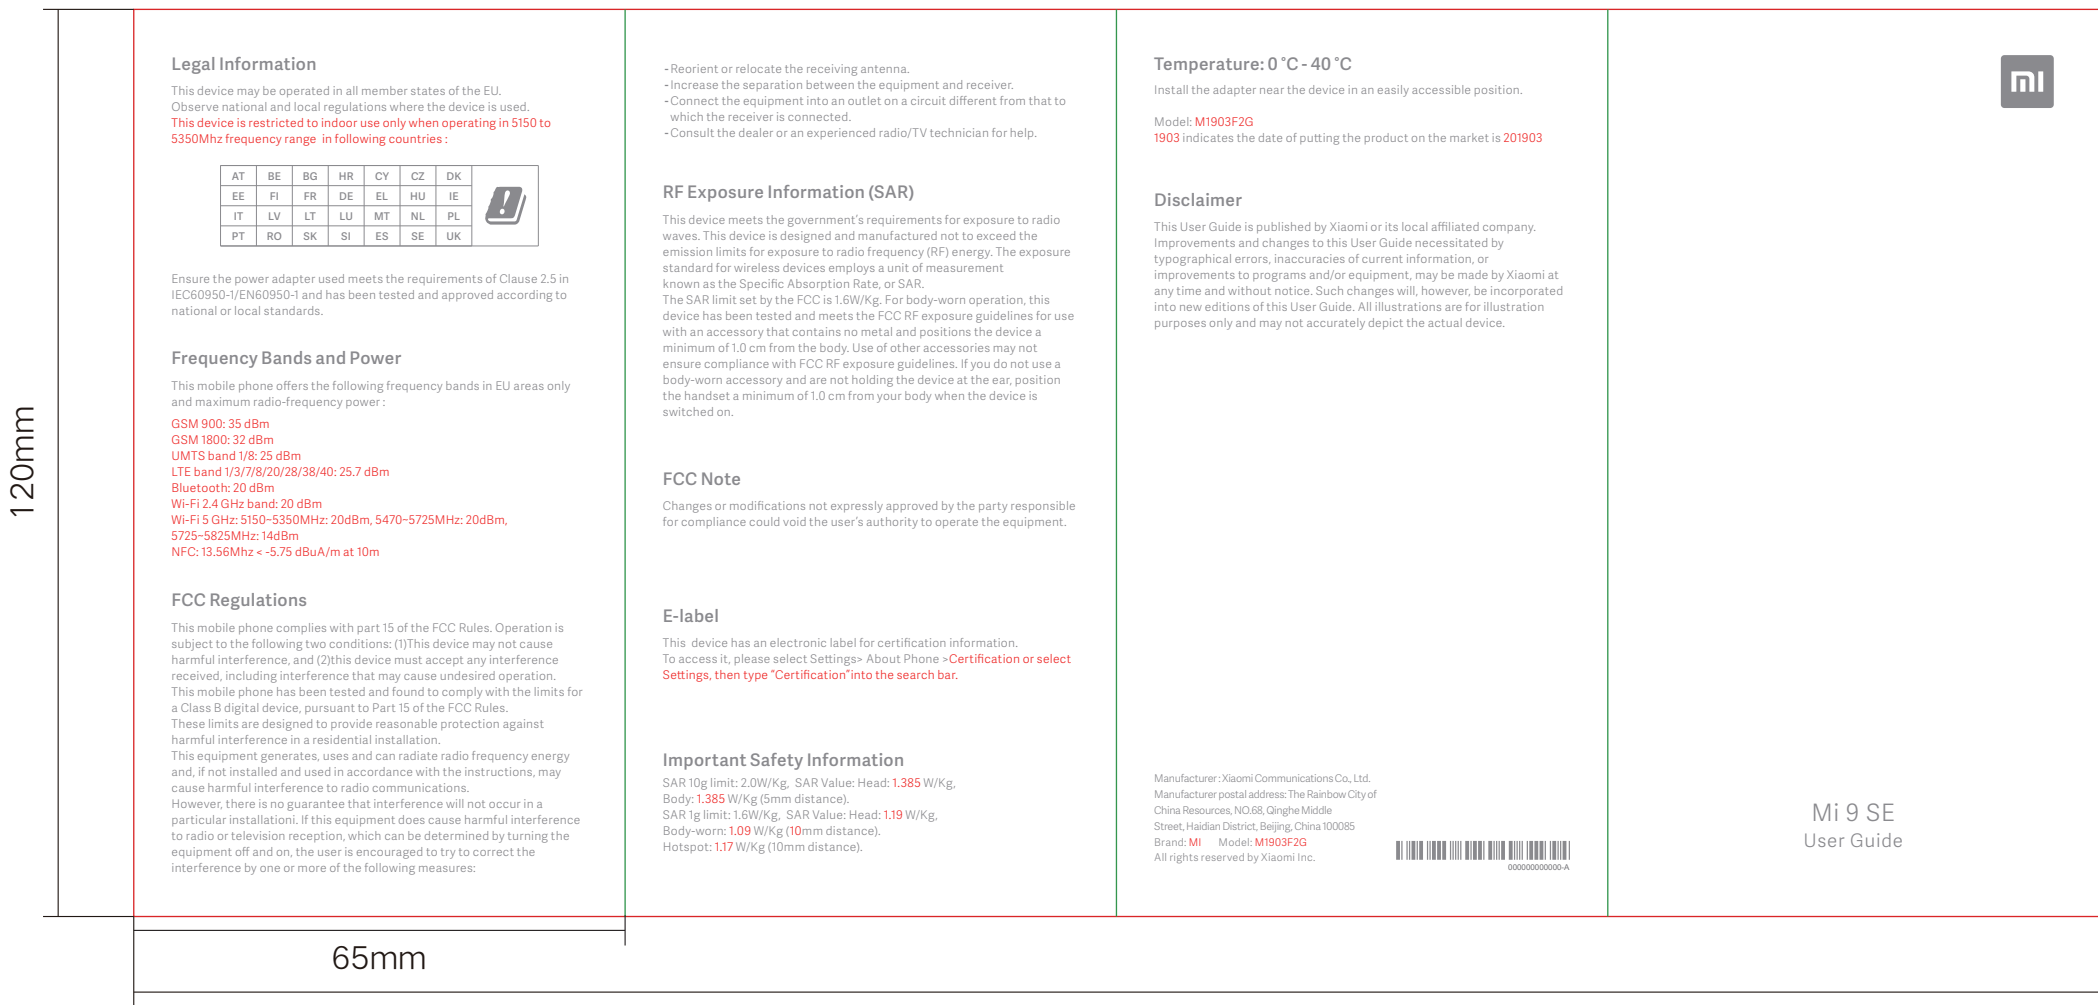 120mm
Legal Information
This device may be operated in all member states of the EU.
Observe national and local regulations where the device is used.
This device is restricted to indoor use only when operating in 5150 to
5350Mhz frequency range in following countries :
AT BE BG HR CY CZ DK
EE FI FR DE EL HU IE
IT LV LT LU MT NL PL
PT RO SK SI ES SE UK
Ensure the power adapter used meets the requirements of Clause 2.5 in
IEC60950-1/EN60950-1 and has been tested and approved according to
national or local standards.
Frequency Bands and Power
This mobile phone offers the following frequency bands in EU areas only
and maximum radio-frequency power :
GSM 900: 35 dBm
GSM 1800: 32 dBm
UMTS band 1/8: 25 dBm
LTE band 1/3/7/8/20/28/38/40: 25.7 dBm
Bluetooth: 20 dBm
Wi-Fi 2.4 GHz band: 20 dBm
Wi-Fi 5 GHz: 5150~5350MHz: 20dBm, 5470~5725MHz: 20dBm,
5725~5825MHz: 14dBm
NFC: 13.56Mhz < -5.75 dBuA/m at 10m
FCC Regulations
This mobile phone complies with part 15 of the FCC Rules. Operation is
subject to the following two conditions: (1)This device may not cause
harmful interference, and (2)this device must accept any interference
received, including interference that may cause undesired operation.
This mobile phone has been tested and found to comply with the limits for
a Class B digital device, pursuant to Part 15 of the FCC Rules.
These limits are designed to provide reasonable protection against
harmful interference in a residential installation.
This equipment generates, uses and can radiate radio frequency energy
and, if not installed and used in accordance with the instructions, may
cause harmful interference to radio communications.
However, there is no guarantee that interference will not occur in a
particular installationi. If this equipment does cause harmful interference
to radio or television reception, which can be determined by turning the
equipment off and on, the user is encouraged to try to correct the
interference by one or more of the following measures:
- Reorient or relocate the receiving antenna.
- Increase the separation between the equipment and receiver.
- Connect the equipment into an outlet on a circuit different from that to
which the receiver is connected.
- Consult the dealer or an experienced radio/TV technician for help.
RF Exposure Information (SAR)
This device meets the government's requirements for exposure to radio
waves. This device is designed and manufactured not to exceed the
emission limits for exposure to radio frequency (RF) energy. The exposure
standard for wireless devices employs a unit of measurement
known as the Specific Absorption Rate, or SAR.
The SAR limit set by the FCC is 1.6W/Kg. For body-worn operation, this
device has been tested and meets the FCC RF exposure guidelines for use
with an accessory that contains no metal and positions the device a
minimum of 1.0 cm from the body. Use of other accessories may not
ensure compliance with FCC RF exposure guidelines. If you do not use a
body-worn accessory and are not holding the device at the ear, position
the handset a minimum of 1.0 cm from your body when the device is
switched on.
FCC Note
Changes or modifications not expressly approved by the party responsible
for compliance could void the user's authority to operate the equipment.
E-label
This device has an electronic label for certification information.
To access it, please select Settings> About Phone >Certification or select
Settings, then type "Certification"into the search bar.
Important Safety Information
SAR 10g limit: 2.0W/Kg, SAR Value: Head: 1.385 W/Kg,
Body: 1.385 W/Kg (5mm distance).
SAR 1g limit: 1.6W/Kg, SAR Value: Head: 1.19 W/Kg,
Body-worn: 1.09 W/Kg (10mm distance).
Hotspot: 1.17 W/Kg (10mm distance).
Temperature: 0 °C - 40 °C
Install the adapter near the device in an easily accessible position.
Model: M1903F2G
1903 indicates the date of putting the product on the market is 201903
Disclaimer
This User Guide is published by Xiaomi or its local affiliated company.
Improvements and changes to this User Guide necessitated by
typographical errors, inaccuracies of current information, or
improvements to programs and/or equipment, may be made by Xiaomi at
any time and without notice. Such changes will, however, be incorporated
into new editions of this User Guide. All illustrations are for illustration
purposes only and may not accurately depict the actual device.
Manufacturer : Xiaomi Communications Co., Ltd.
Manufacturer postal address: The Rainbow City of
China Resources, NO.68, Qinghe Middle
Street, Haidian District, Beijing, China 100085
Brand: MI Model: M1903F2G
All rights reserved by Xiaomi Inc.
000000000000-A
mi
Mi 9 SE
User Guide
65mm